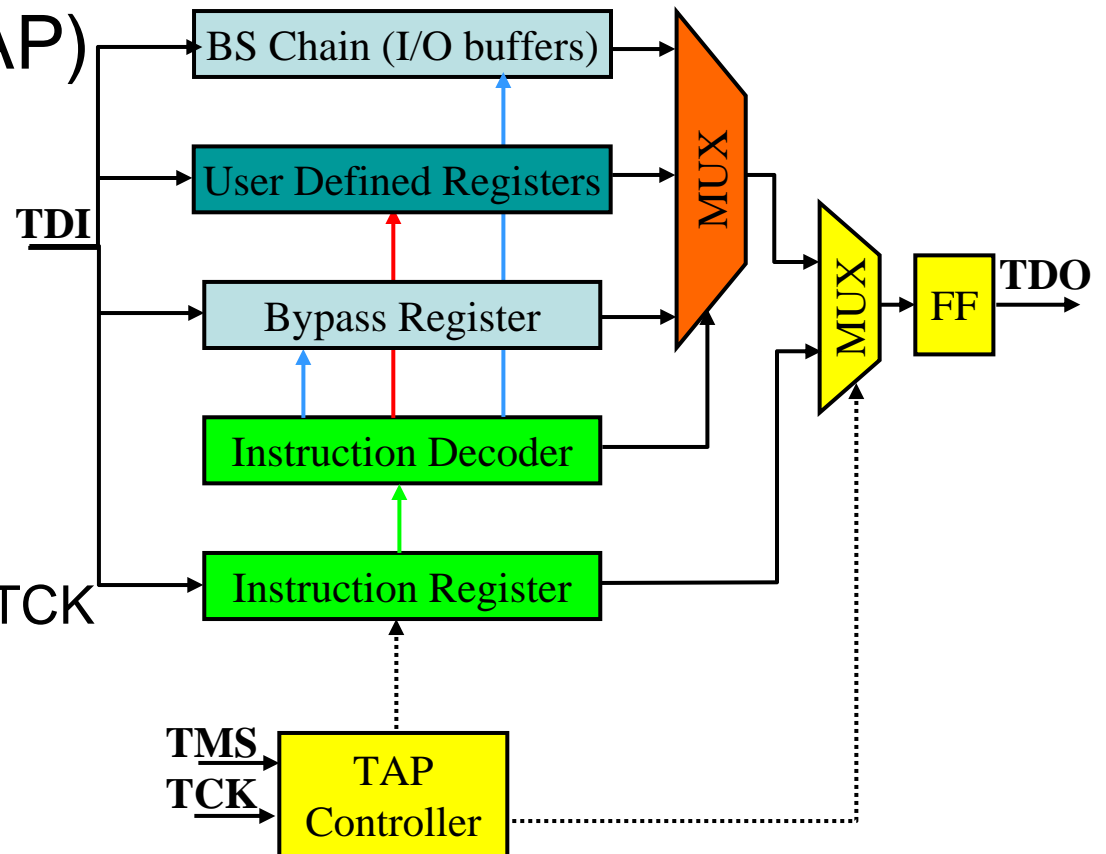 AP)
BS Chain (I/O buffers)
User Defined Registers
MUX
TDI
Bypass Register
MUX
FF
TDO
Instruction Decoder
Instruction Register
TCK
TMS
TCK
TAP
Controller